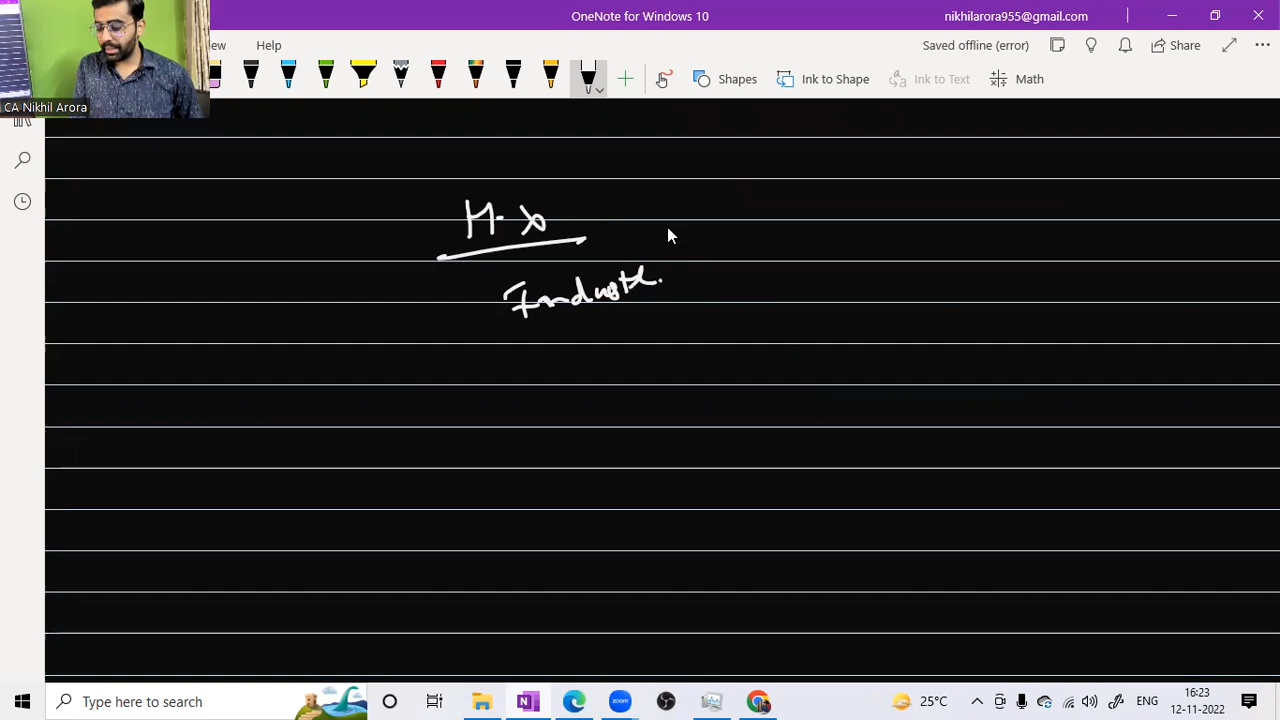 OneNote for Windows 10
nikhilarora955@gmail.com
Help
Saved offline (error)
Share
Shapes
Ink to Shape
Ink to Text
Math
CA Nikhil Arora
Type here to search
25°C
ENG
16:23
12-11-2022